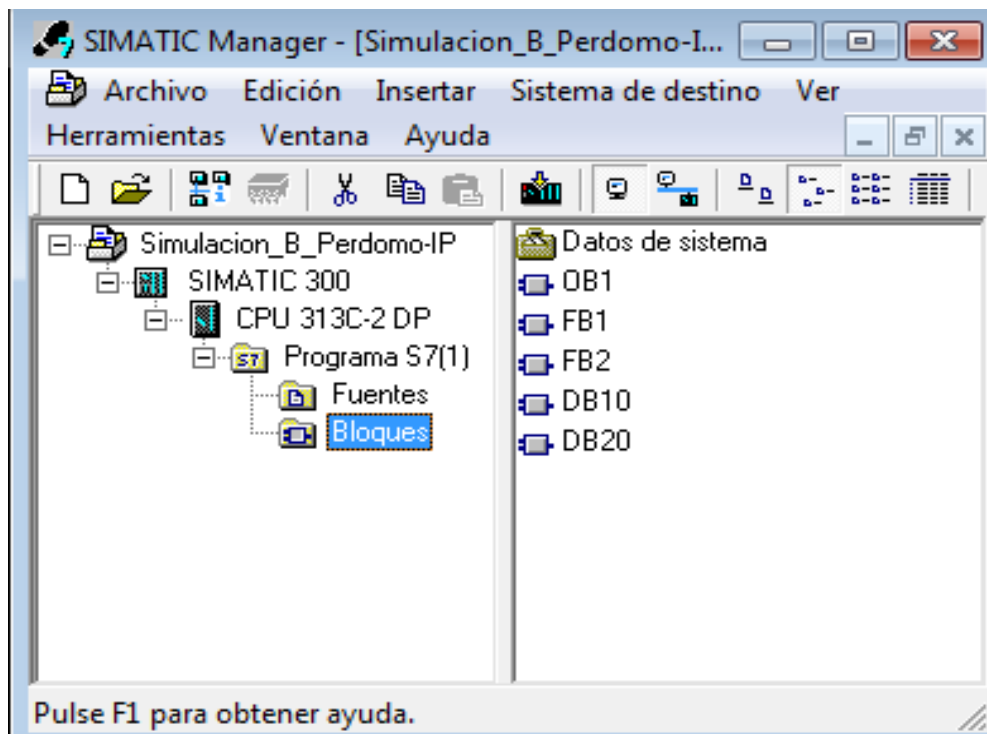 SIMATIC Manager - [Simulacion_B_Perdomo-I...
Archivo Edición Insertar Sistema de destino Ver
Herramientas Ventana Ayuda
Simulacion_B_Perdomo-IP
SIMATIC 300
CPU 313C-2 DP
Programa S7(1)
Fuentes
Bloques
Datos de sistema
OB1
FB1
FB2
DB10
DB20
Pulse F1 para obtener ayuda.